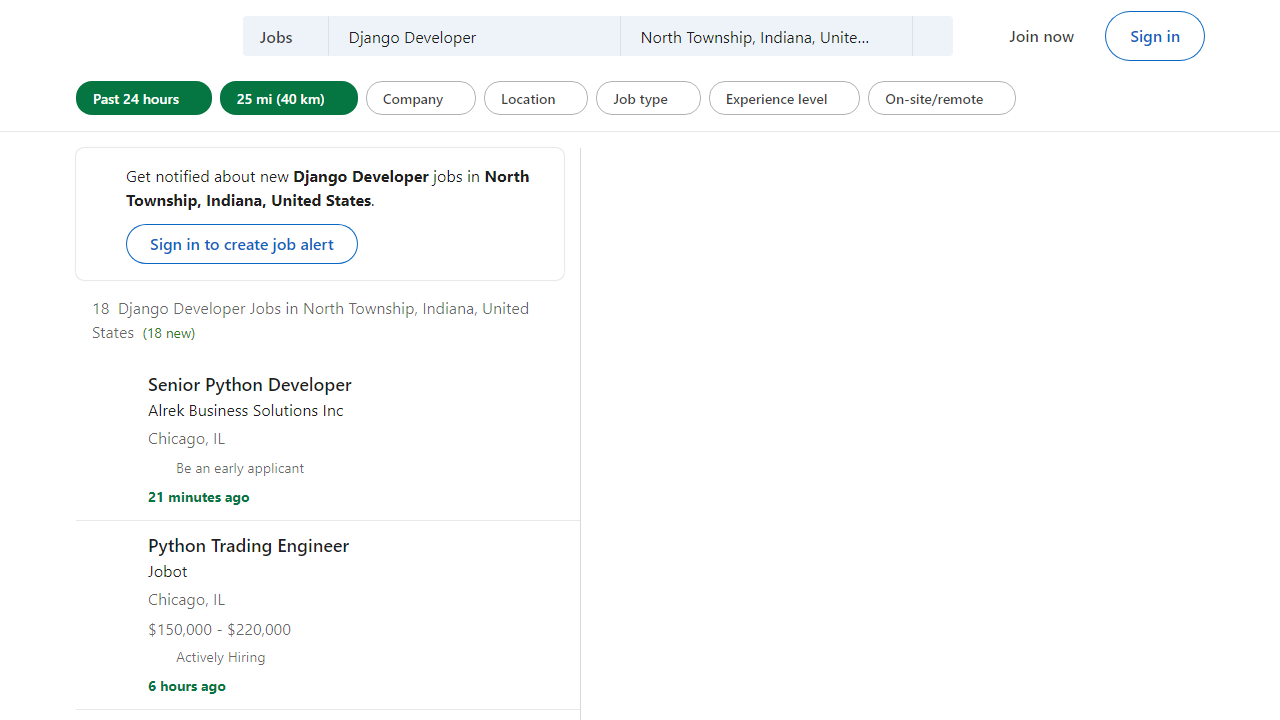 Jobs
Django Developer
North Township, Indiana, Unite...
Join now
Sign in
Past 24 hours
25 mi (40 km)
Company
Location
Job type
Experience level
On-site/remote
Get notified about new Django Developer jobs in North
Township, Indiana, United States.
Sign in to create job alert
18 Django Developer Jobs in North Township, Indiana, United
States (18 new)
Senior Python Developer
Alrek Business Solutions Inc
Chicago, IL
Be an early applicant
21 minutes ago
Python Trading Engineer
Jobot
Chicago, IL
$150,000 - $220,000
Actively Hiring
6 hours ago